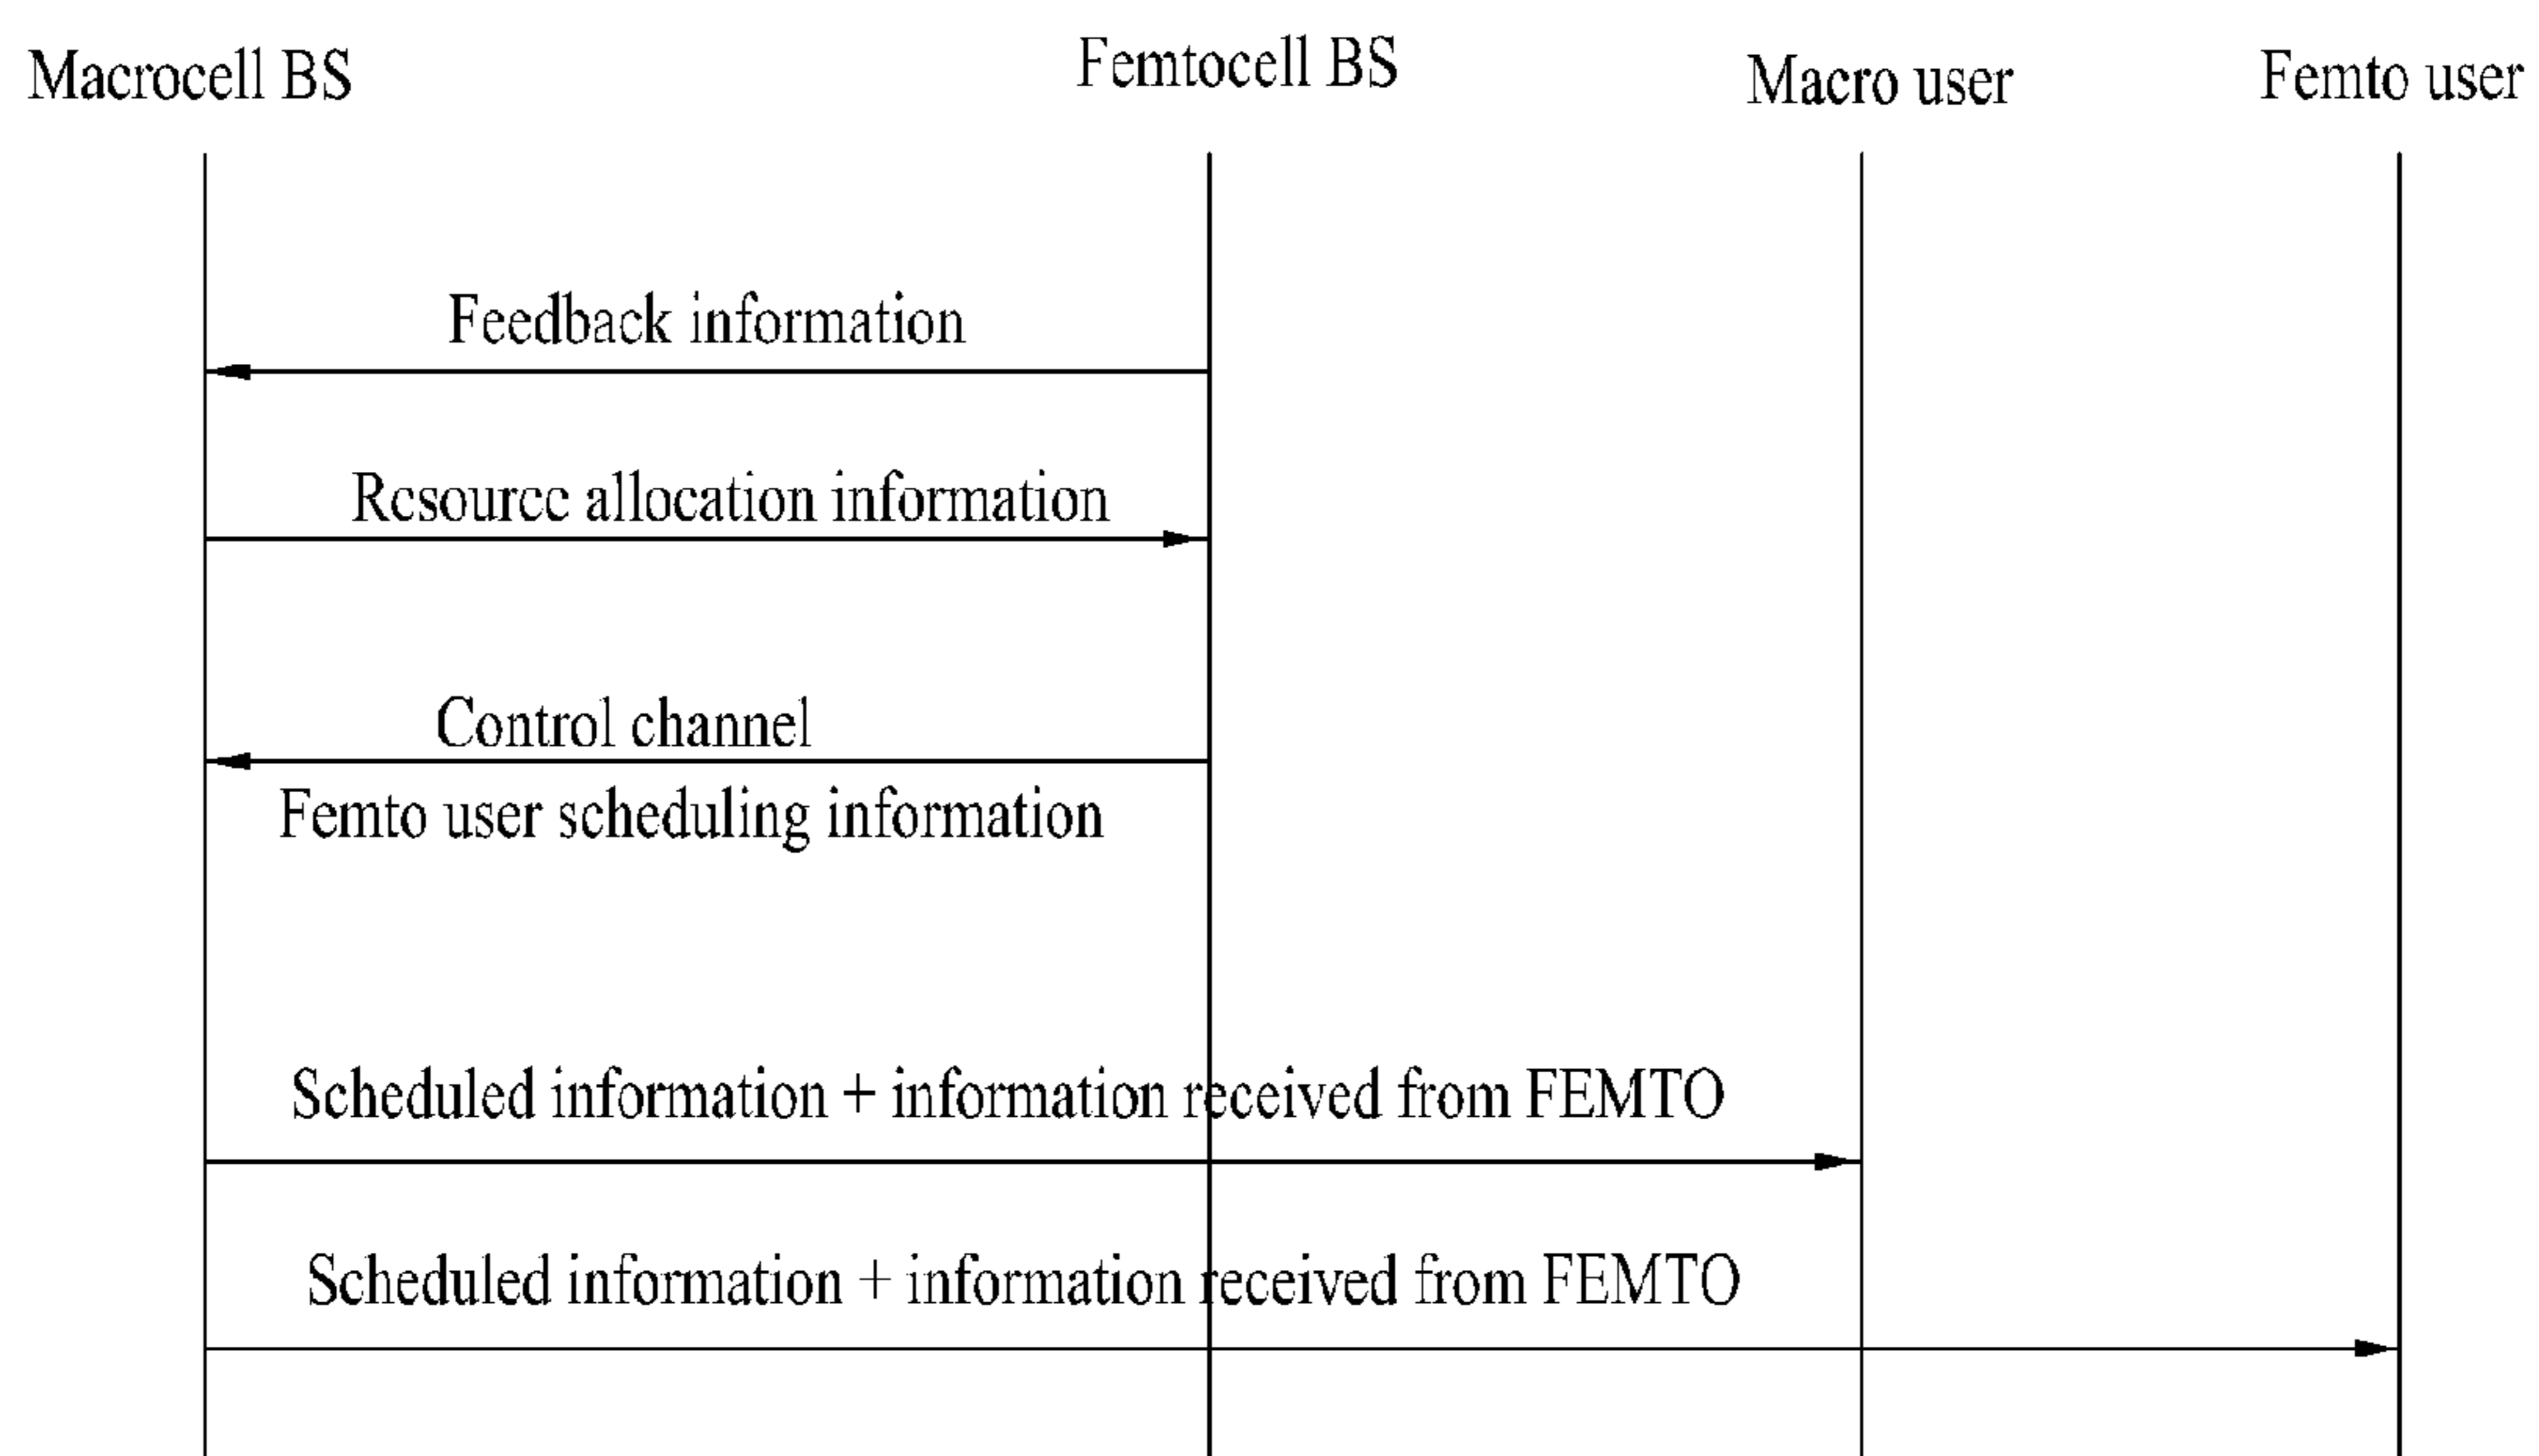 Macrocell BS
Femtocell BS
Macro user
Femto user
Feedback information
Resource allocation information
Control channel
Femto user scheduling information
Scheduled information + information received from FEMTO
Scheduled information + information received from FEMTO